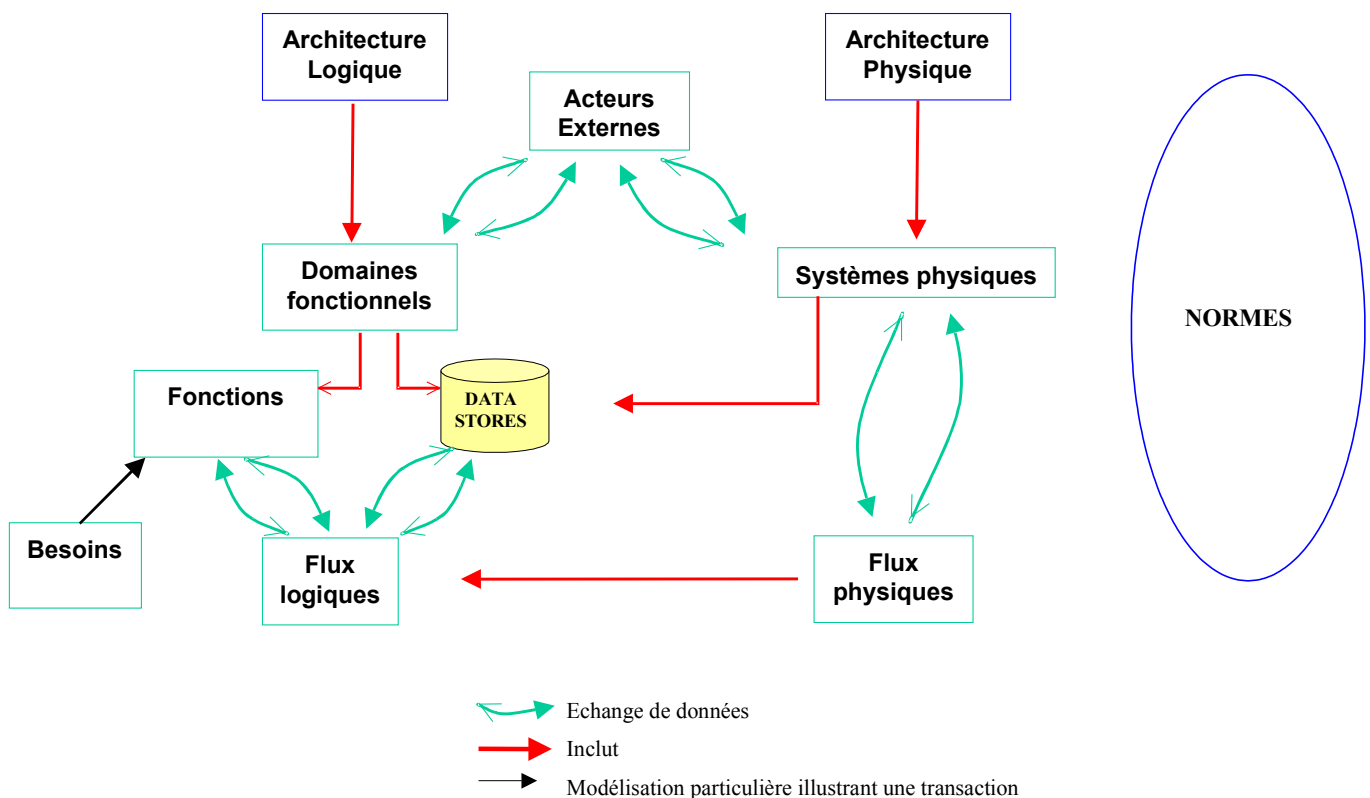 Architecture
Logique
Architecture
Physique
Acteurs
Externes
Domaines
fonctionnels
Systèmes physiques
NORMES
Fonctions
DATA
STORES
Besoins
Flux
logiques
Flux
physiques
Echange de données
Inclut
Modélisation particulière illustrant une transaction